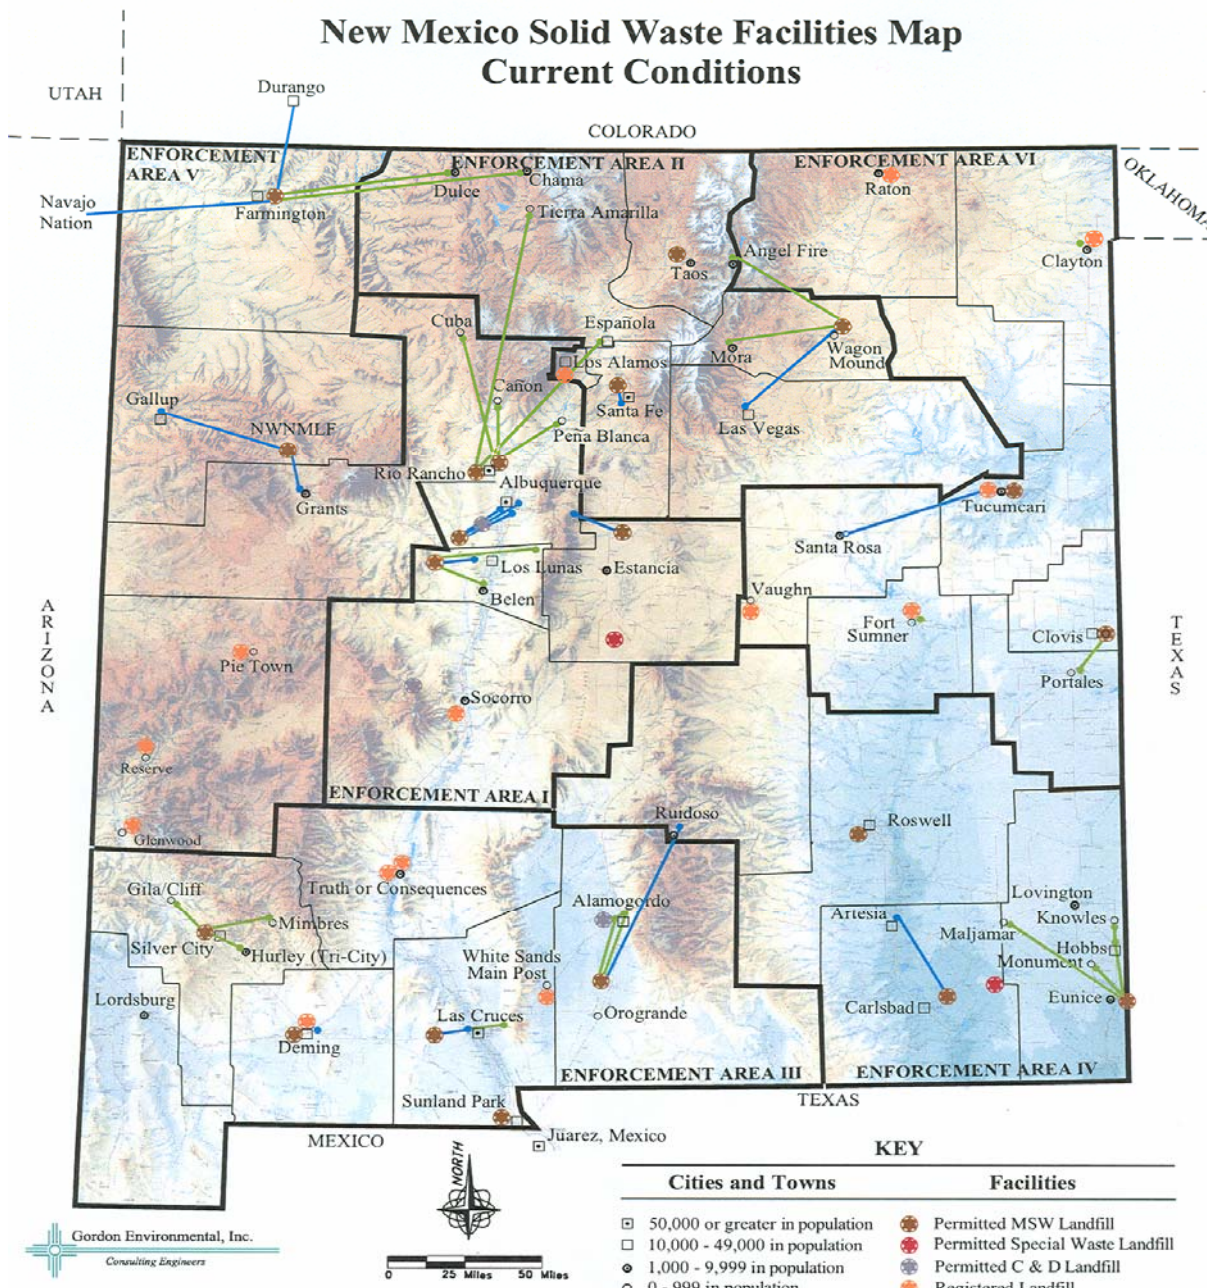 New Mexico Solid Waste Facilities Map
Current Conditions
UTAH
Durango
COLORADO
OKLAHOMA
ENFORCEMENT
AREA V
ENFORCEMENT AREA II
ENFORCEMENT AREA VI
Navajo
Nation
Farmington
Dulce
Chama
Tierra Amarilla
Raton
Taos
Angel Fire
Clayton
Cuba
Española
Los Alamos
Mora
Wagon
Mound
Gallup
NWNMLF
Cañón
Santa Fe
Las Vegas
Pena Blanca
Rio Rancho
Albuquerque
Grants
Tucumcari
Santa Rosa
Los Lunas
Estancia
Belen
Vaughn
Fort
Sumner
Clovis
Portales
ARIZONA
TEXAS
Pie Town
Socorro
Reserve
ENFORCEMENT AREA I
Glenwood
Ruidoso
Roswell
Gila/Cliff
Truth or Consequences
Alamogordo
Lovington
Mimbres
Artesia
Knowles
Maljamar
Silver City
Hurley (Tri-City)
White Sands
Main Post
Hobbs
Monument
Lordsburg
Carlsbad
Eunice
Las Cruces
Orogrande
Deming
ENFORCEMENT AREA III
ENFORCEMENT AREA IV
Sunland Park
TEXAS
MEXICO
Juarez, Mexico
NORTH
KEY
Cities and Towns
Facilities
50,000 or greater in population
Permitted MSW Landfill
10,000 - 49,000 in population
Permitted Special Waste Landfill
1,000 - 9,999 in population
Permitted C & D Landfill
0 - 999 in population
Registered Landfill
Gordon Environmental, Inc.
Consulting Engineers
0 25 Miles 50 Miles